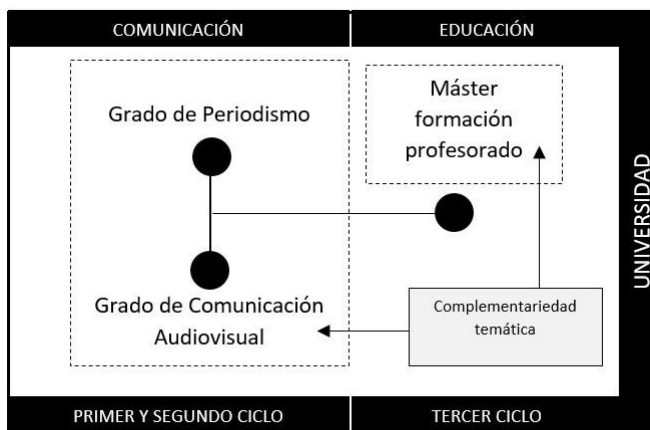 COMUNICACIÓN
EDUCACIÓN
Grado de Periodismo
Máster
formación
profesorado
UNIVERSIDAD
Grado de Comunicación
Audiovisual
Complementariedad
temática
PRIMER Y SEGUNDO CICLO
TERCER CICLO